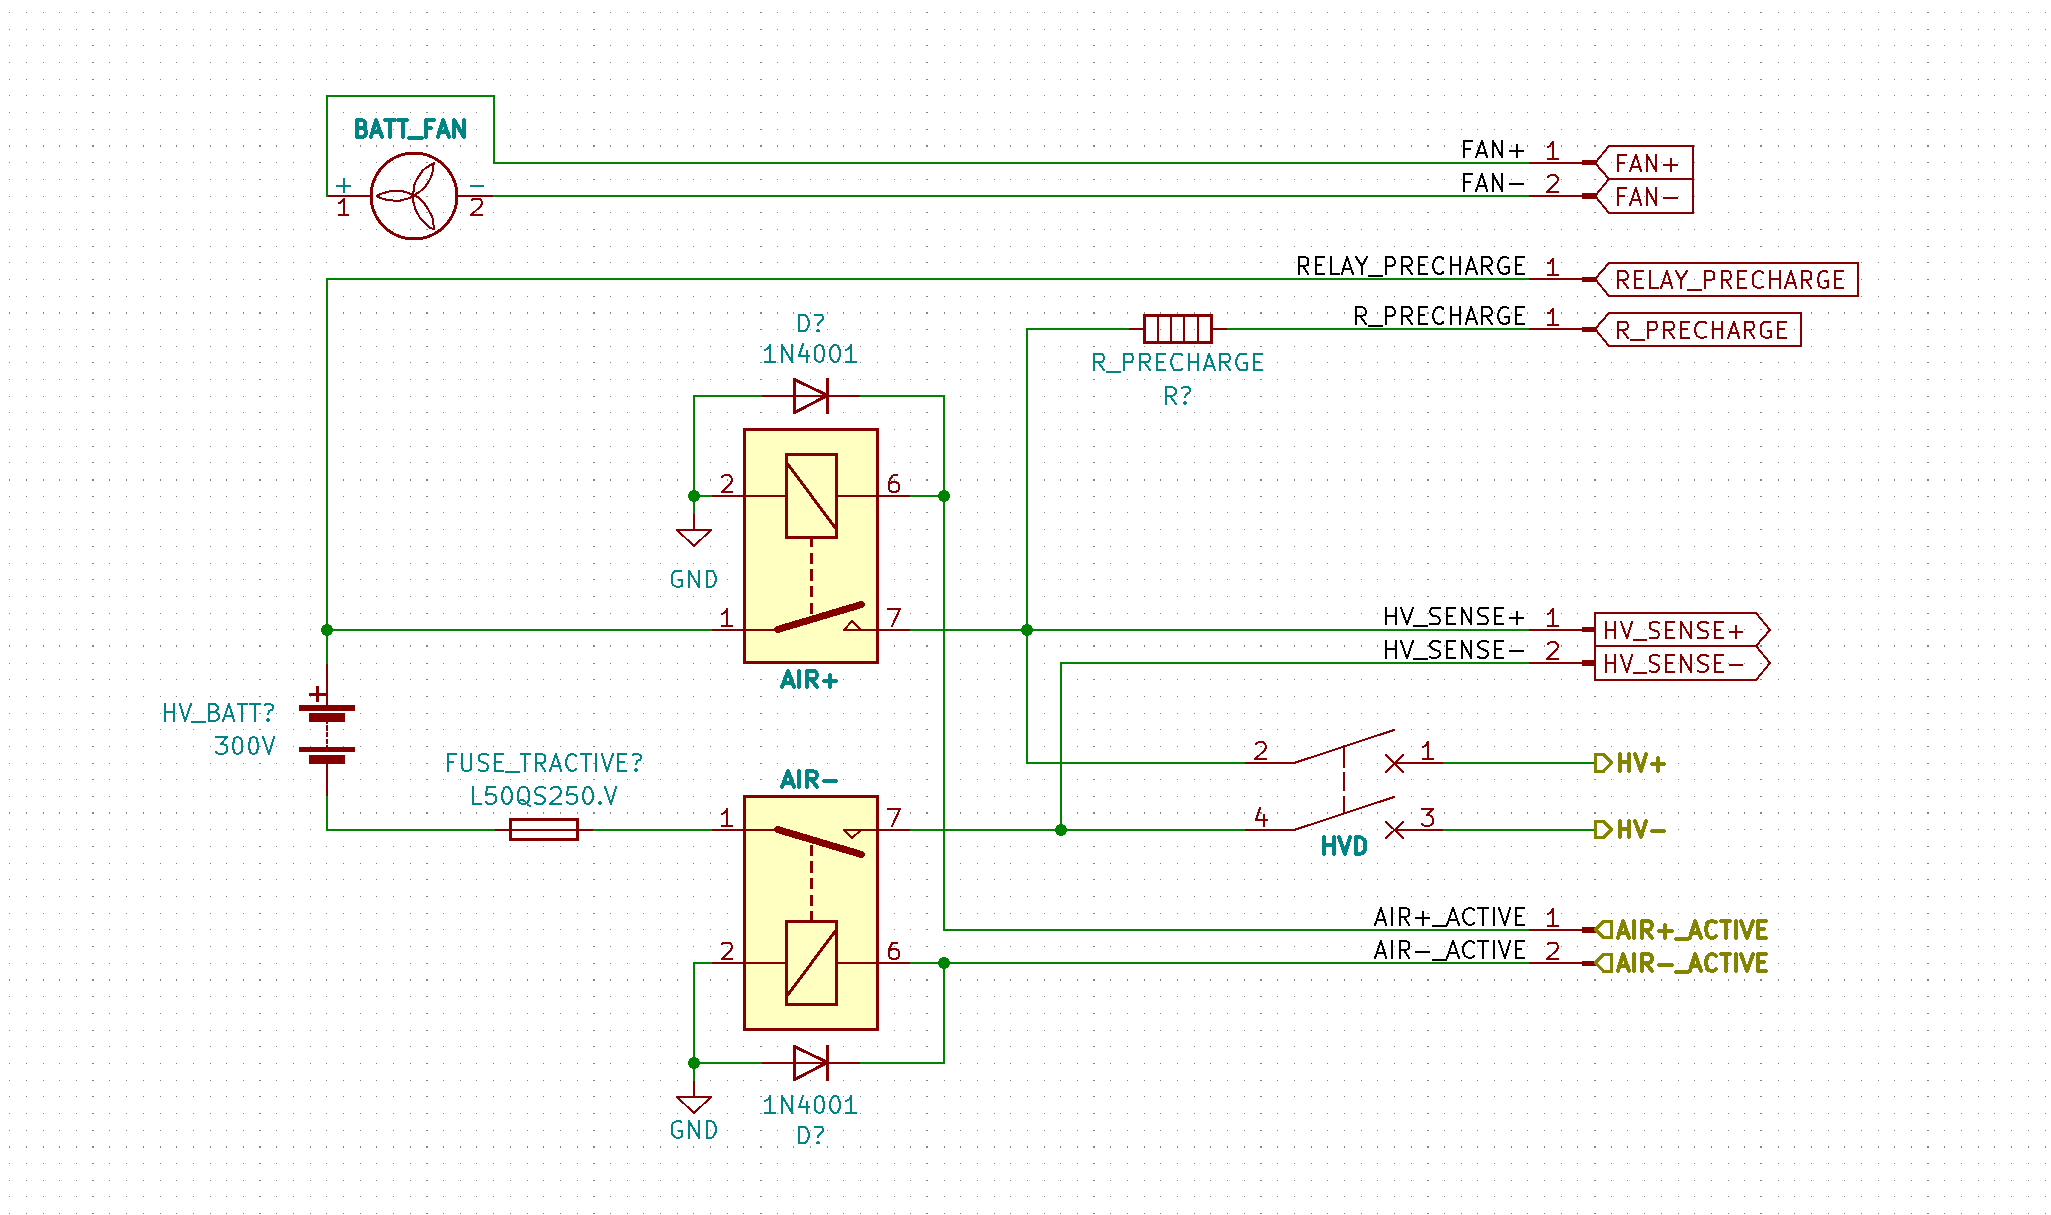 BATT_FAN
+ 1
- 2
FAN+ 1 FAN+
FAN- 2 FAN-
RELAY_PRECHARGE 1 RELAY_PRECHARGE
R_PRECHARGE 1 R_PRECHARGE
R_PRECHARGE
R?
D?
1N4001
2 6
GND
1 7
AIR+
HV_SENSE+ 1 HV_SENSE+
HV_SENSE- 2 HV_SENSE-
+
HV_BATT?
300V
FUSE_TRACTIVE?
L50QS250.V
AIR-
1 7
2 1 HV+
4 3 HV-
HVD
AIR+_ACTIVE 1 AIR+_ACTIVE
AIR-_ACTIVE 2 AIR-_ACTIVE
2 6
GND
1N4001
D?